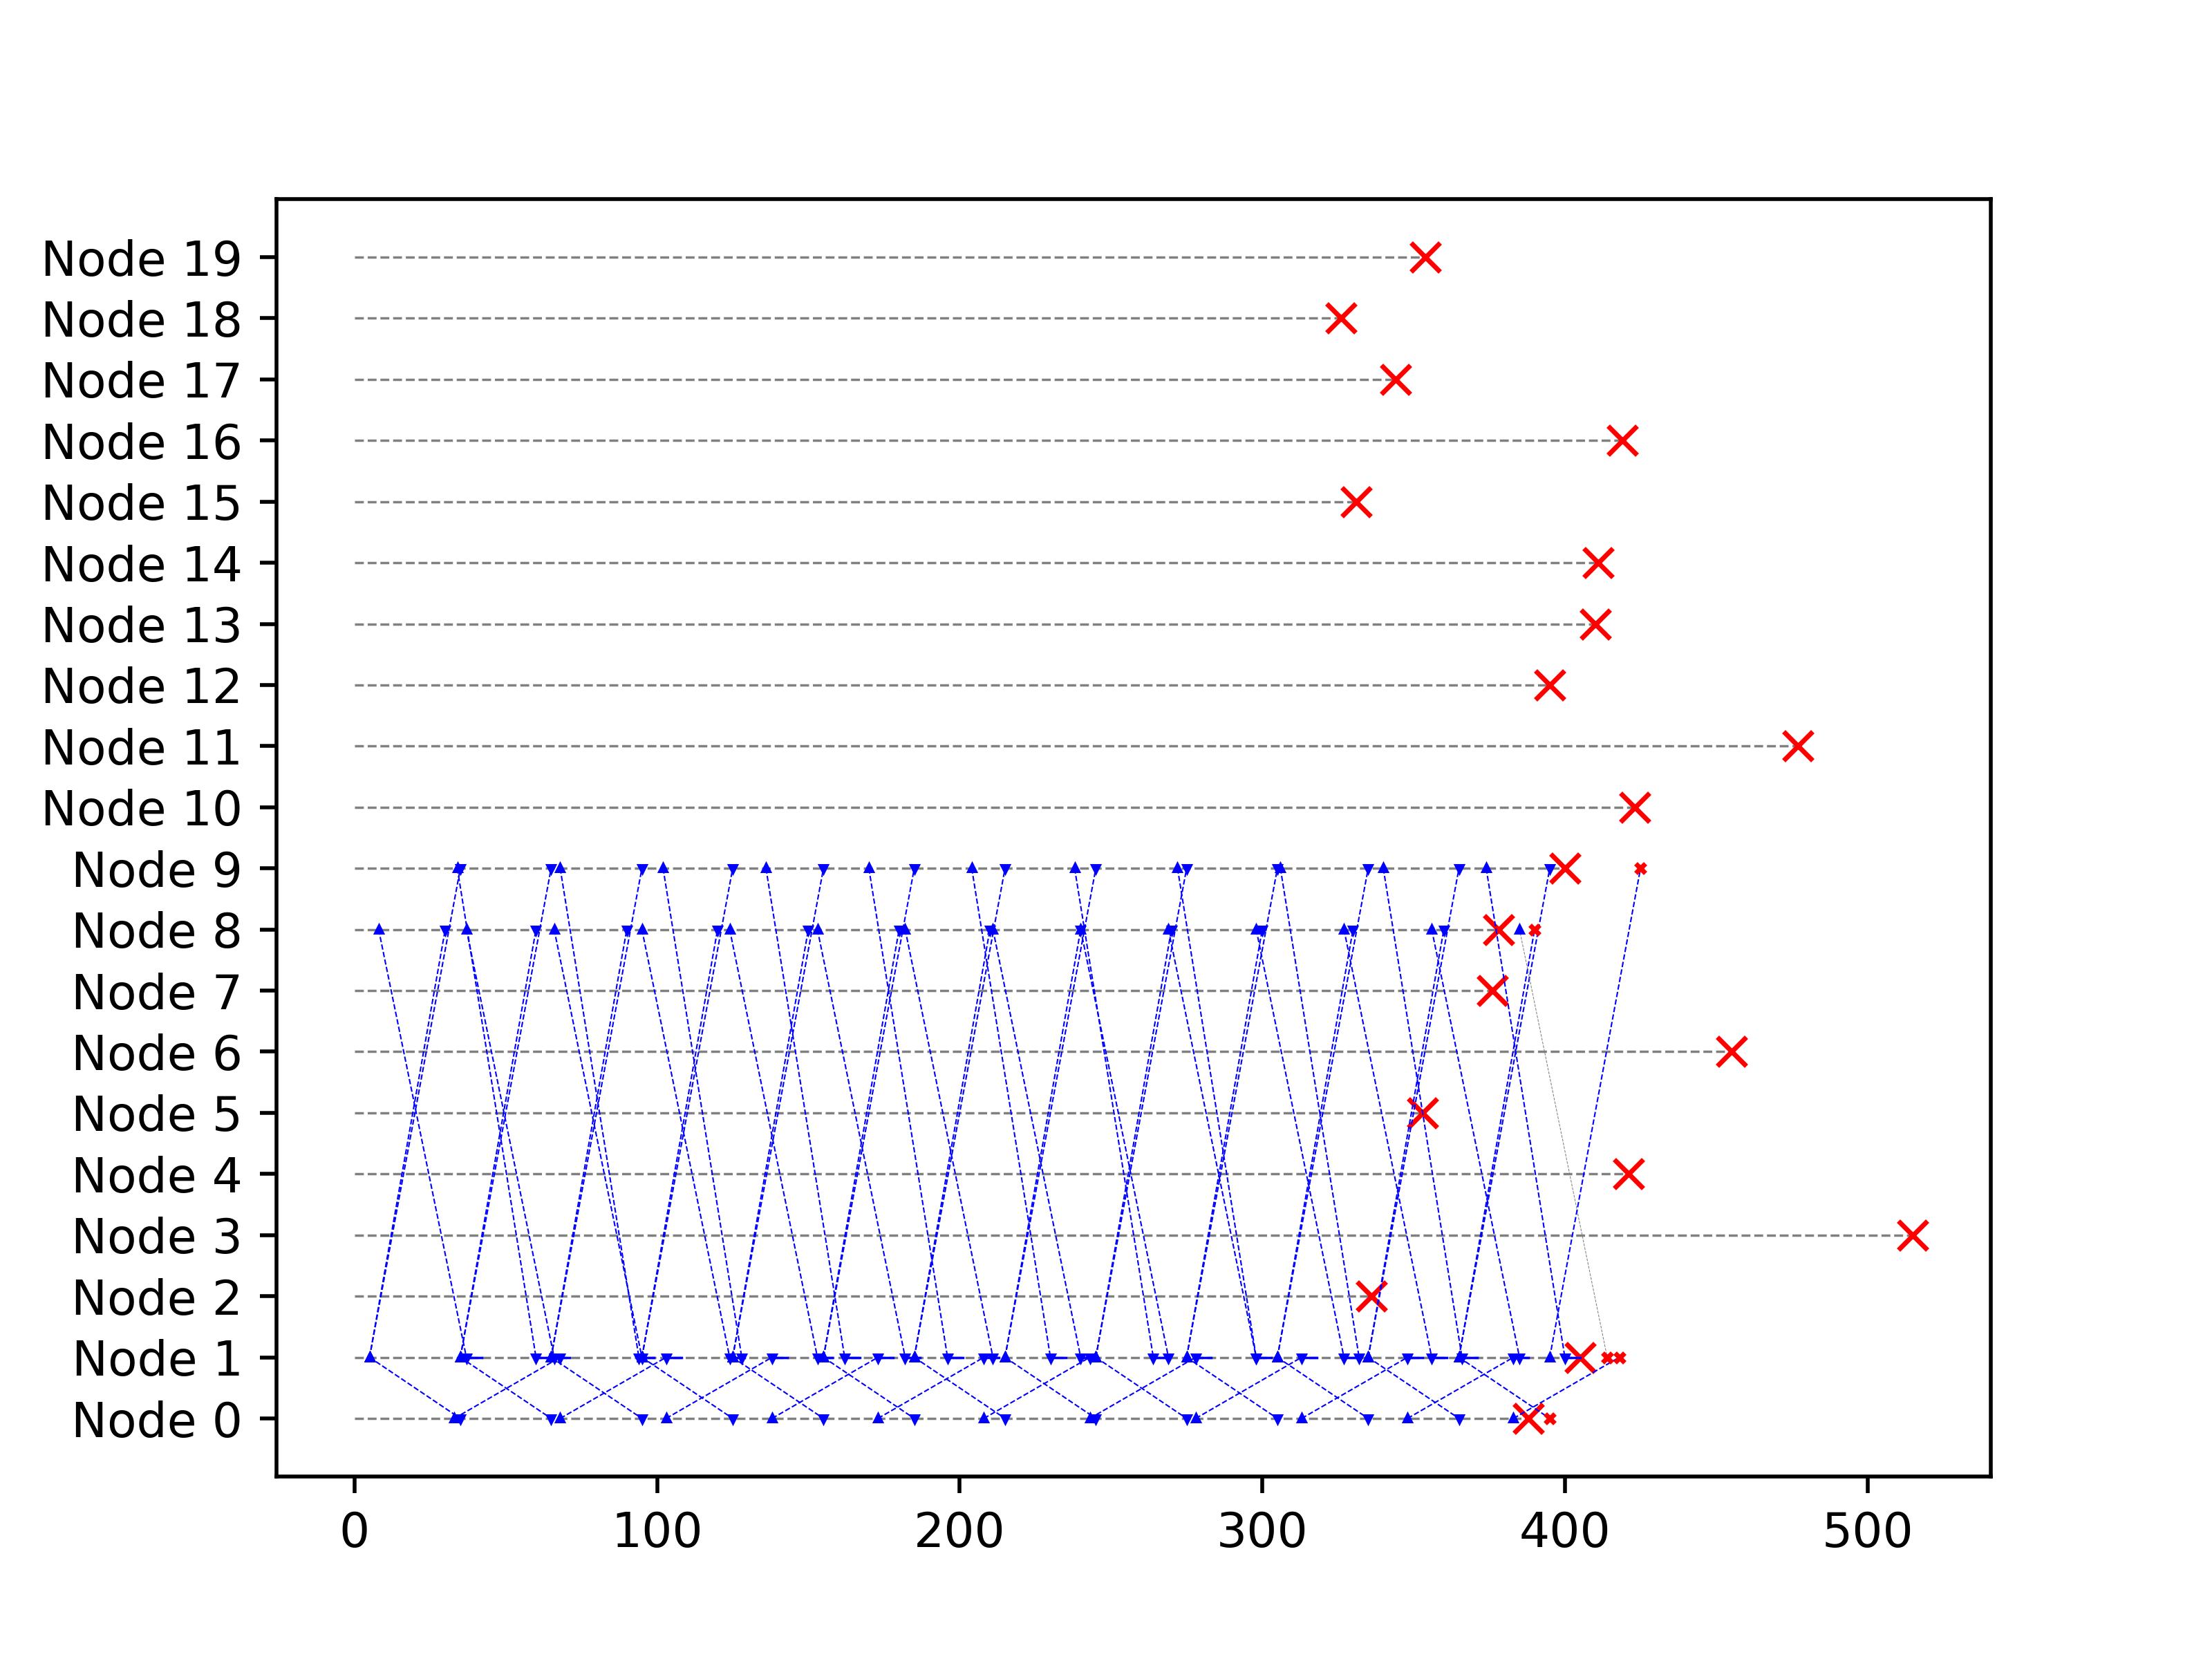 Node 19
Node 18
Node 17
Node 16
Node 15
Node 14
Node 13
Node 12
Node 11
Node 10
Node 9
Node 8
Node 7
Node 6
Node 5
Node 4
Node 3
Node 2
Node 1
Node 0
0 100 200 300 400 500